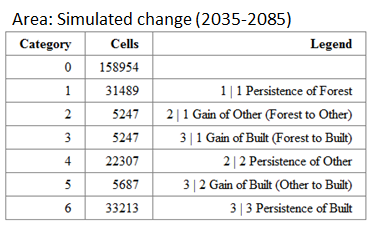 Area: Simulated change (2035-2085)
Category Cells Legend
0 158954
1 31489 1 | 1 Persistence of Forest
2 5247 2 | 1 Gain of Other (Forest to Other)
3 5247 3 | 1 Gain of Built (Forest to Built)
4 22307 2 | 2 Persistence of Other
5 5687 3 | 2 Gain of Built (Other to Built)
6 33213 3 | 3 Persistence of Built